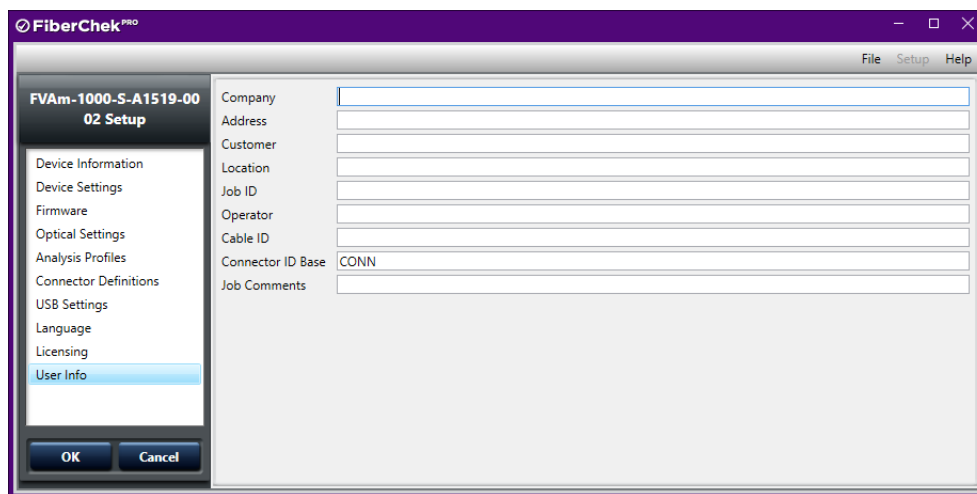 FiberChek PRO
File Setup Help
FVAm-1000-S-A1519-00
02 Setup
Device Information
Device Settings
Firmware
Optical Settings
Analysis Profiles
Connector Definitions
USB Settings
Language
Licensing
User Info
OK Cancel
Company
Address
Customer
Location
Job ID
Operator
Cable ID
Connector ID Base CONN
Job Comments